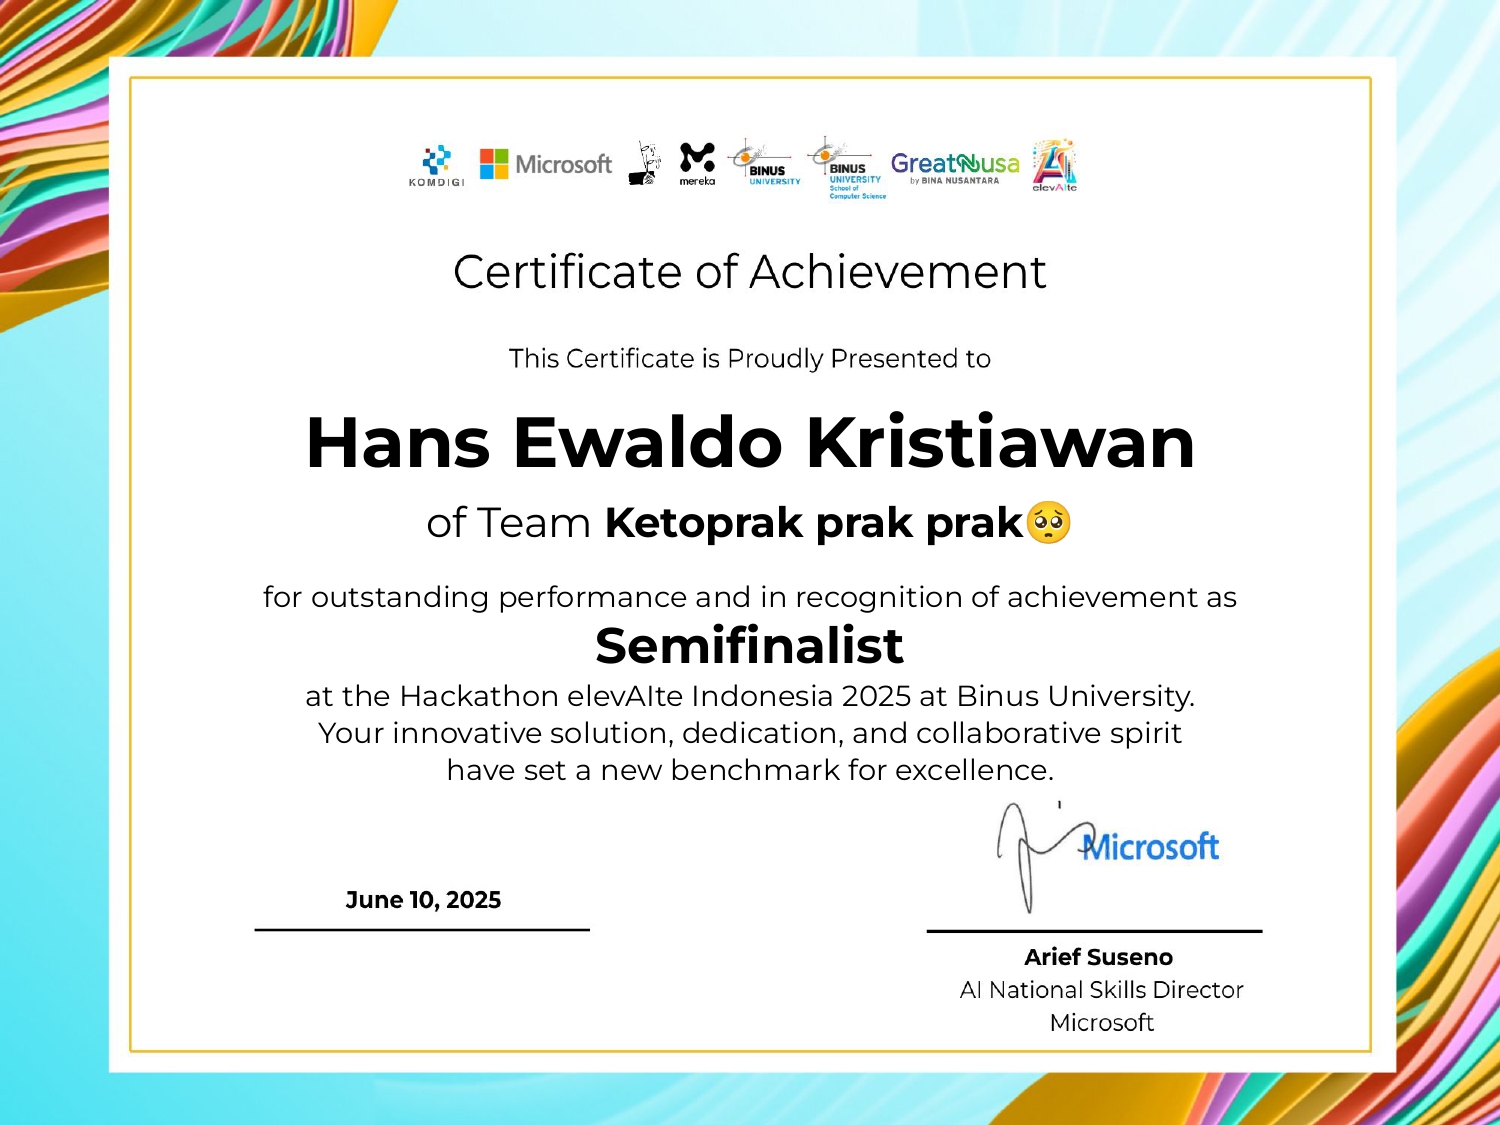 KOMDIGI
Microsoft
mereka
BINUS
UNIVERSITY
BINUS
UNIVERSITY
School of
Computer Science
GreatNusa
by BINA NUSANTARA
elevAIte
Certificate of Achievement
This Certificate is Proudly Presented to
Hans Ewaldo Kristiawan
of Team Ketoprak prak prak🥺
for outstanding performance and in recognition of achievement as
Semifinalist
at the Hackathon elevAIte Indonesia 2025 at Binus University.
Your innovative solution, dedication, and collaborative spirit
have set a new benchmark for excellence.
Microsoft
June 10, 2025
Arief Suseno
AI National Skills Director
Microsoft